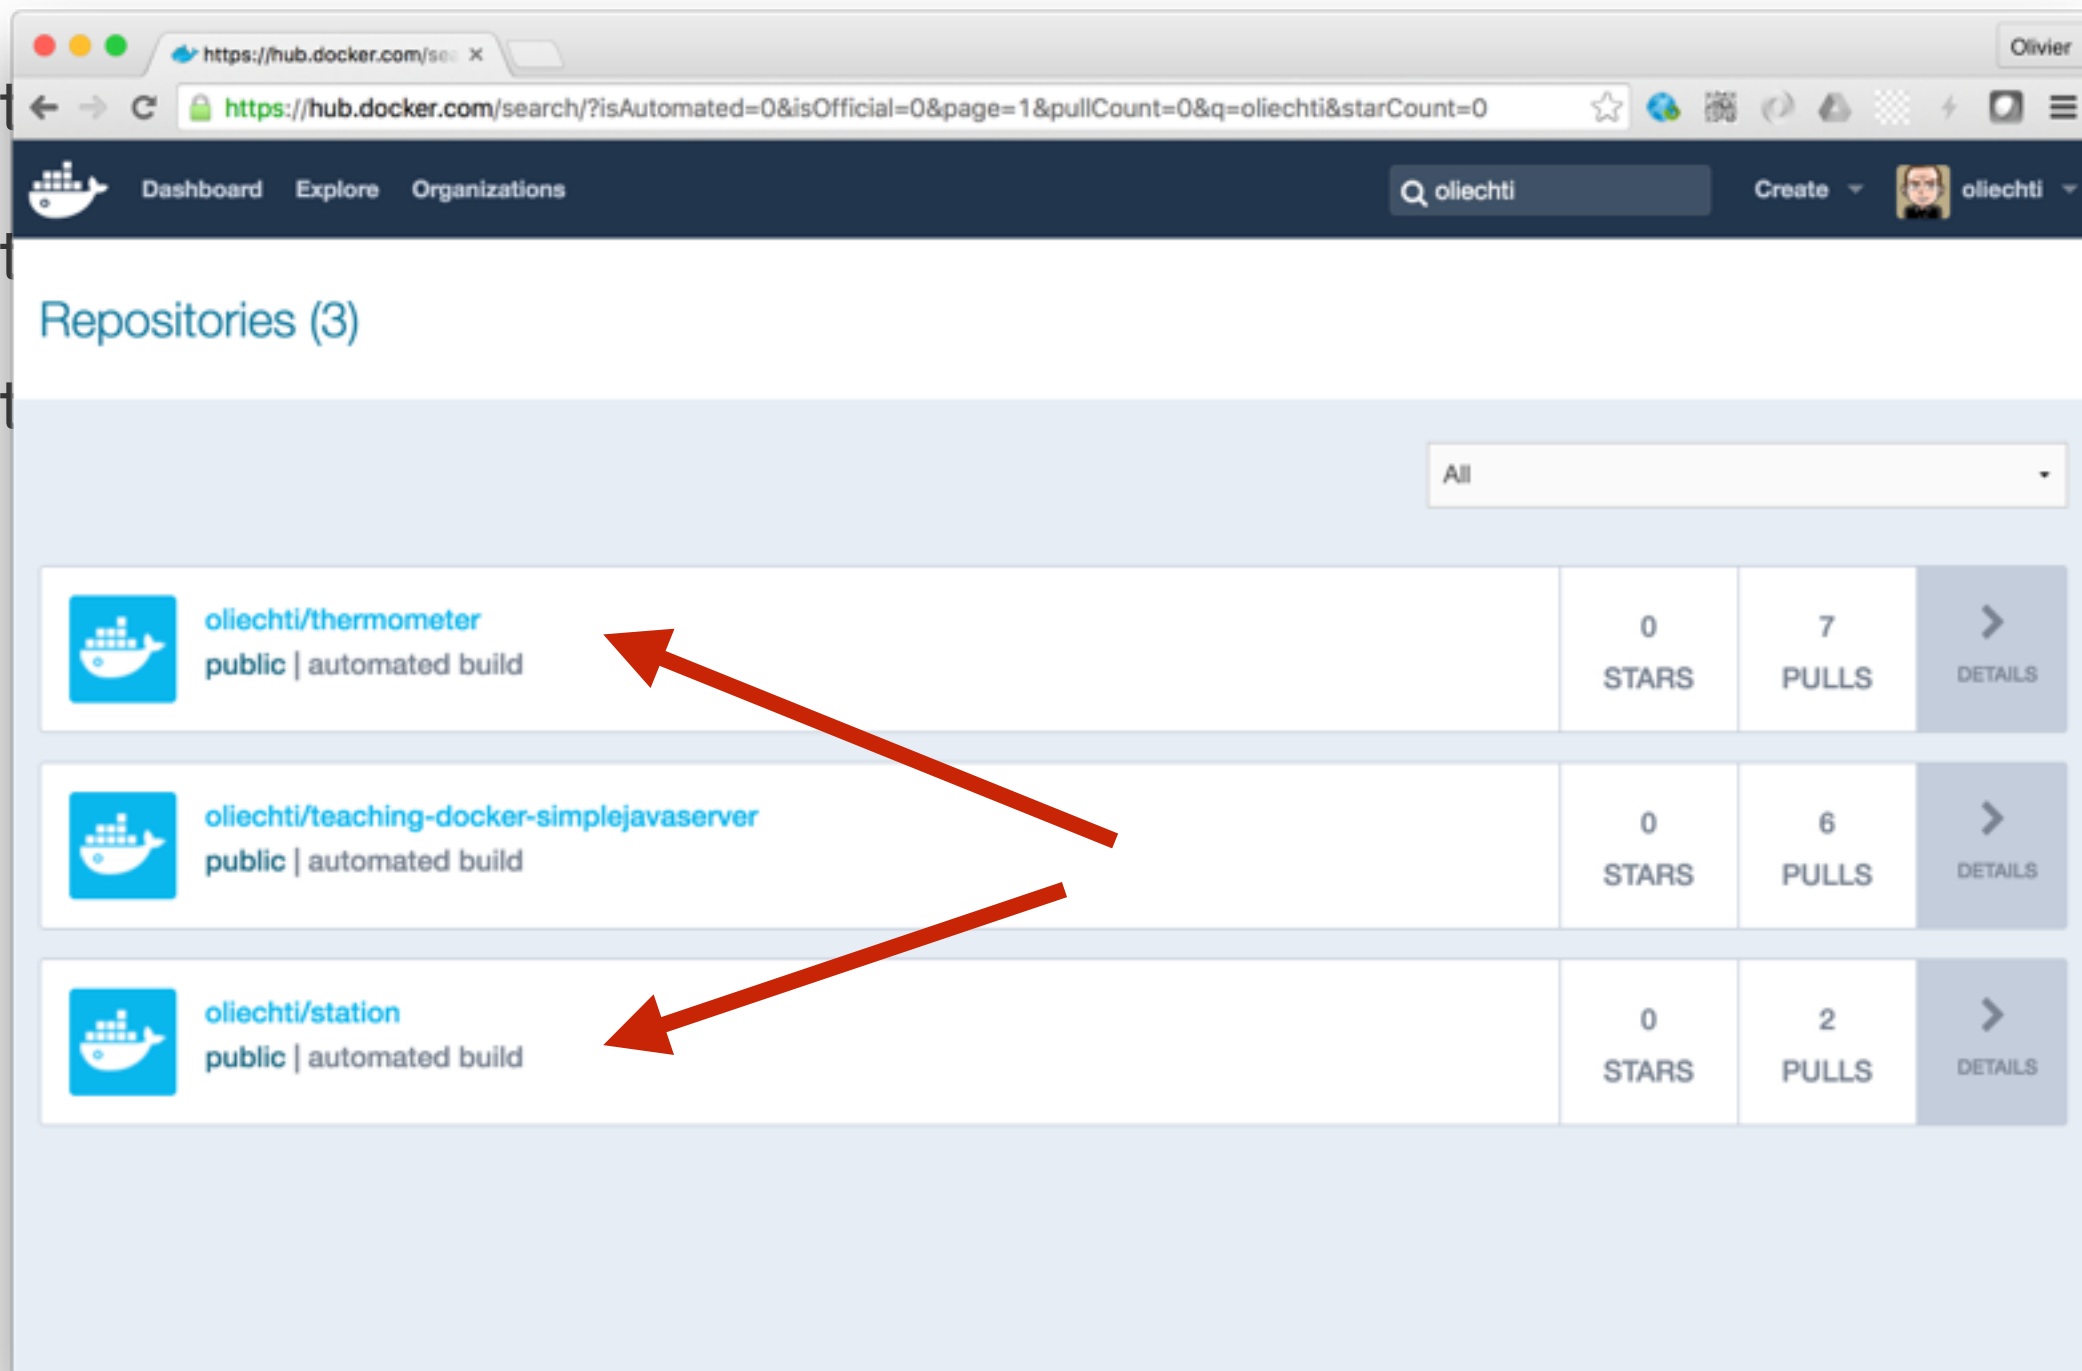 https://hub.docker.com/se
Olivier
https://hub.docker.com/search/?isAutomated=0&isOfficial=0&page=1&pullCount=0&q=oliechti&starCount=0
Dashboard Explore Organizations oliechti Create oliechti
Repositories (3)
All
oliechti/thermometer
public | automated build
0 STARS
7 PULLS
DETAILS
oliechti/teaching-docker-simplejavaserver
public | automated build
0 STARS
6 PULLS
DETAILS
oliechti/station
public | automated build
0 STARS
2 PULLS
DETAILS